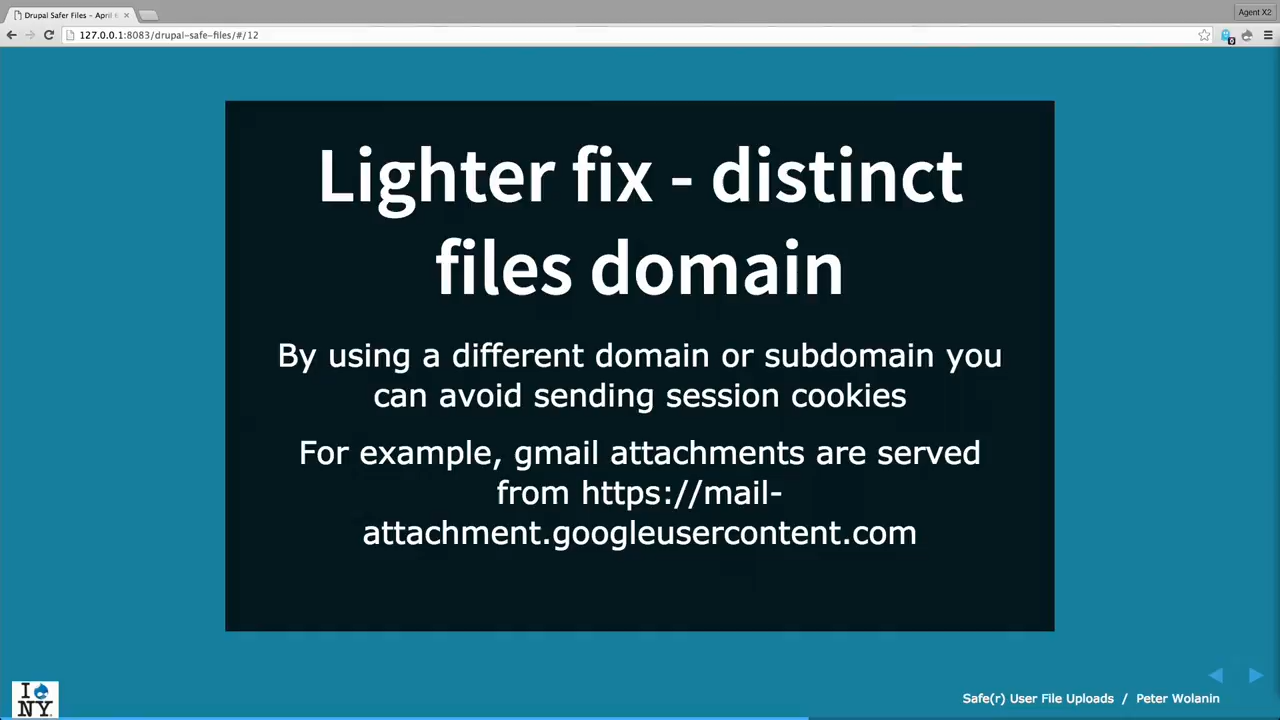 Drupal Safer Files - April
Agent X2
127.0.0.1:8083/drupal-safe-files/#/12
0
Lighter fix - distinct
files domain
By using a different domain or subdomain you
can avoid sending session cookies
For example, gmail attachments are served
from https://mail-
attachment.googleusercontent.com
I
NY.
Safe(r) User File Uploads / Peter Wolanin